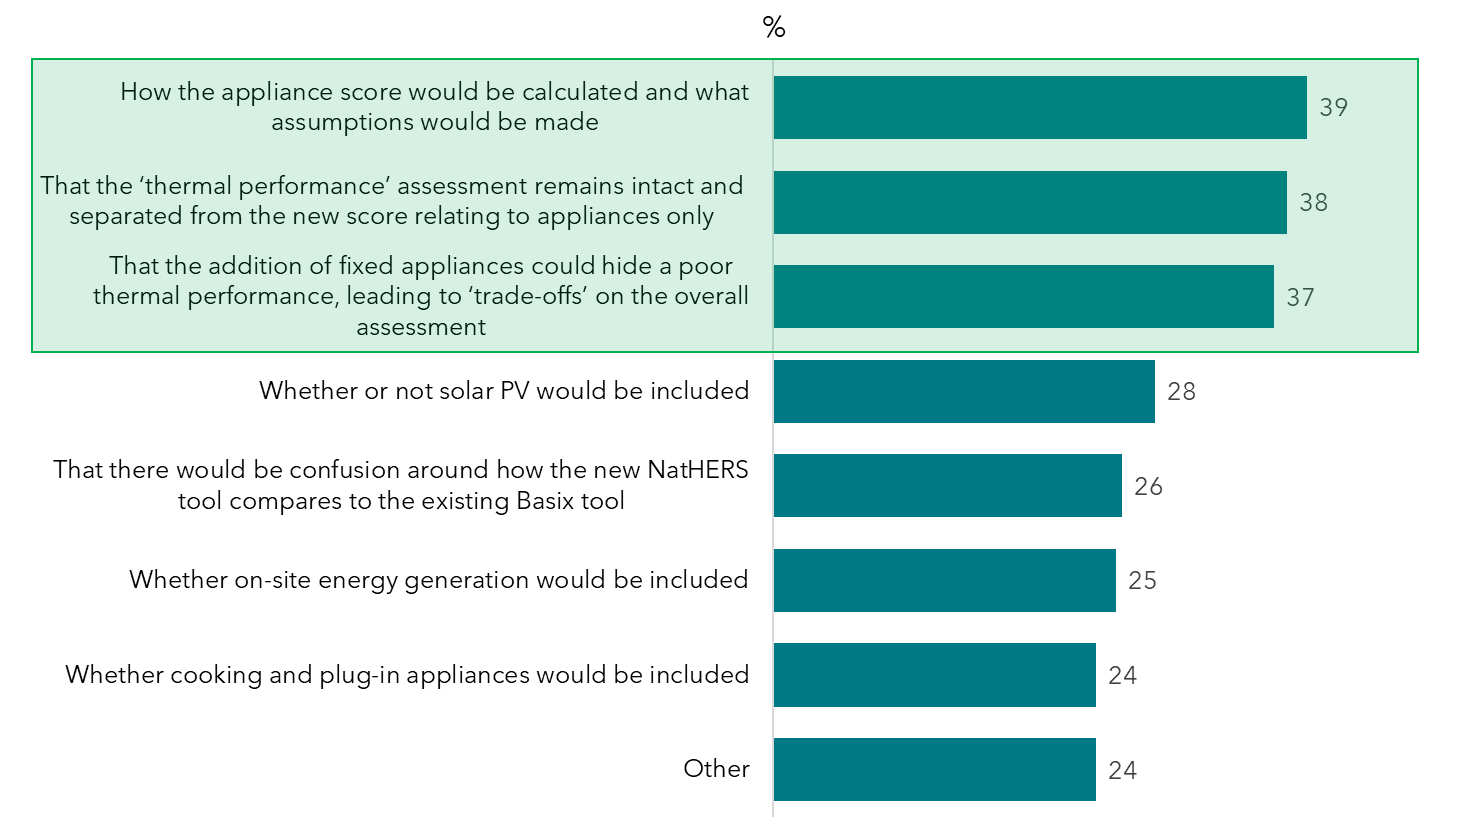 %
How the appliance score would be calculated and what
assumptions would be made
39
That the ‘thermal performance’ assessment remains intact and
separated from the new score relating to appliances only
38
That the addition of fixed appliances could hide a poor
thermal performance, leading to ‘trade-offs’ on the overall
assessment
37
Whether or not solar PV would be included
28
That there would be confusion around how the new NatHERS
tool compares to the existing Basix tool
26
Whether on-site energy generation would be included
25
Whether cooking and plug-in appliances would be included
24
Other
24